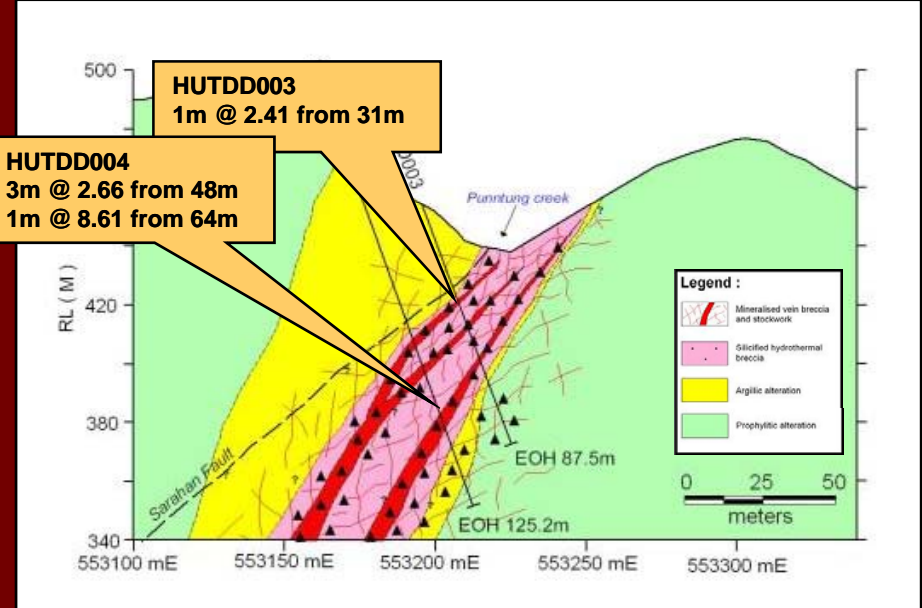 500
HUTDD003
1m @ 2.41 from 31m
HUTDD004
3m @ 2.66 from 48m
1m @ 8.61 from 64m
Punntung creek
RL ( M )
420
380
340
Legend :
Mineralised vein breccia
and stockwork
Silicified hydrothermal
breccia
Argillic alteration
Prophylitic alteration
Sarahan Fault
EOH 87.5m
EOH 125.2m
0 25 50
meters
553100 mE 553150 mE 553200 mE 553250 mE 553300 mE